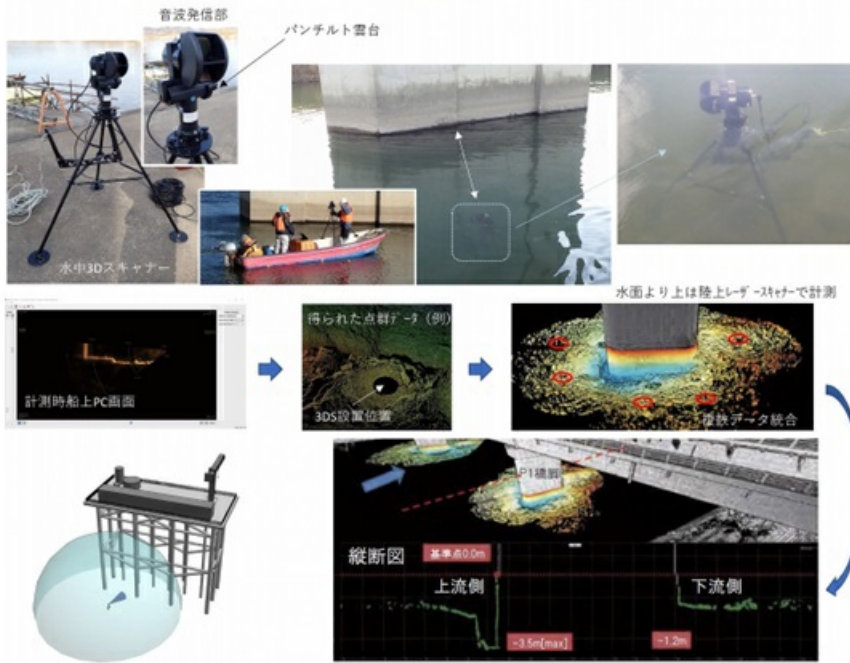 音波発信部
パンチルト雲台
水中3Dスキャナー
水面より上は陸上ﾚｰｻﾞｰｽｷｬﾅｰで計測
計測時船上PC画面
得られた点群データ（例）
3DS設置位置
複数データ統合
P1橋脚
縦断図
基準点0.0m
上流側
下流側
-3.5m[max]
-1.2m